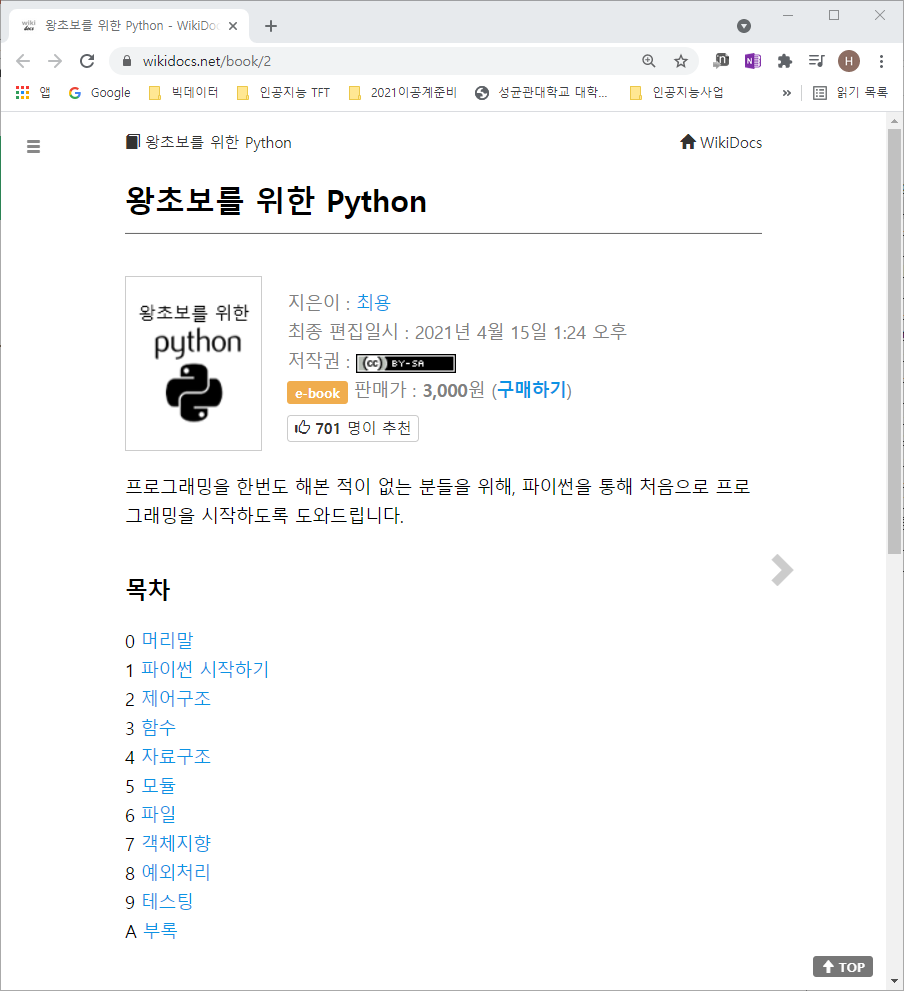 왕초보를 위한 Python - WikiDoc
wikidocs.net/book/2
H
앱 Google 빅데이터 인공지능 TFT 2021이공계준비 성균관대학교 대학... 인공지능사업 » 읽기 목록
왕초보를 위한 Python WikiDocs
왕초보를 위한 Python
왕초보를 위한
python
지은이 : 최용
최종 편집일시 : 2021년 4월 15일 1:24 오후
저작권 : (cc) BY-SA
e-book 판매가 : 3,000원 (구매하기)
701 명이 추천
프로그래밍을 한번도 해본 적이 없는 분들을 위해, 파이썬을 통해 처음으로 프로
그래밍을 시작하도록 도와드립니다.
목차
0 머리말
1 파이썬 시작하기
2 제어구조
3 함수
4 자료구조
5 모듈
6 파일
7 객체지향
8 예외처리
9 테스팅
A 부록
TOP